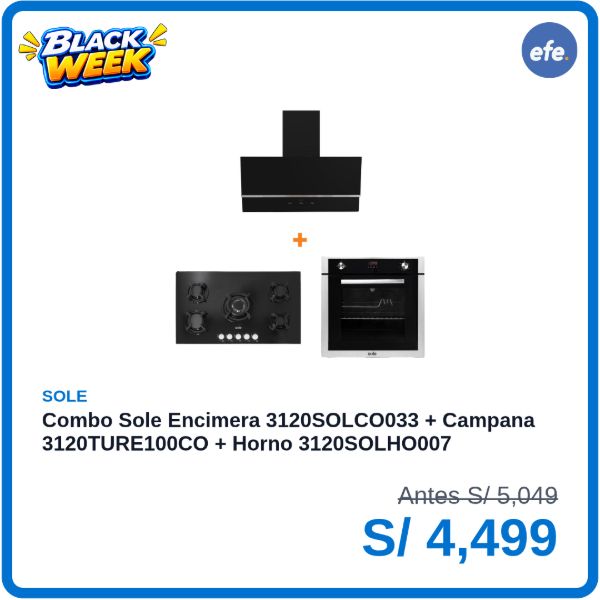 BLACK
WEEK
efe.
SOLE
Combo Sole Encimera 3120SOLCO033 + Campana
3120TURE100CO + Horno 3120SOLHO007
Antes S/ 5,049
S/ 4,499